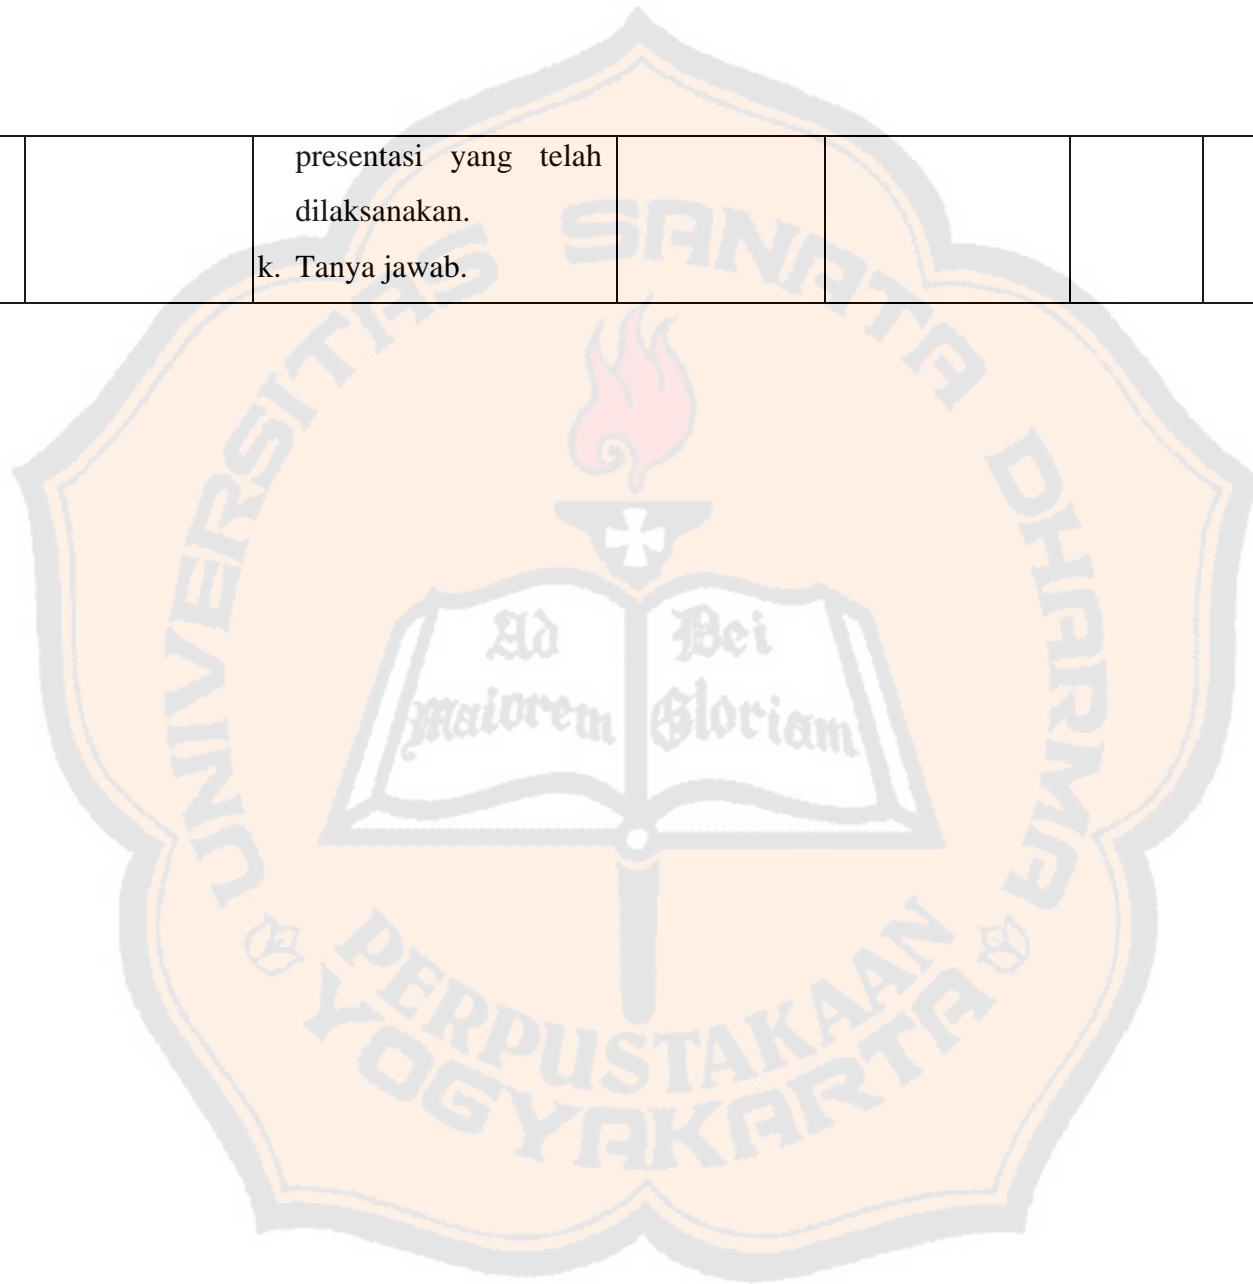 presentasi yang telah
dilaksanakan.
k. Tanya jawab.
UNIVERSITAS SANATA DHARMA
Ad
Dei
maiorem
Gloriam
PERPUSTAKAAN
YOGYAKARTA